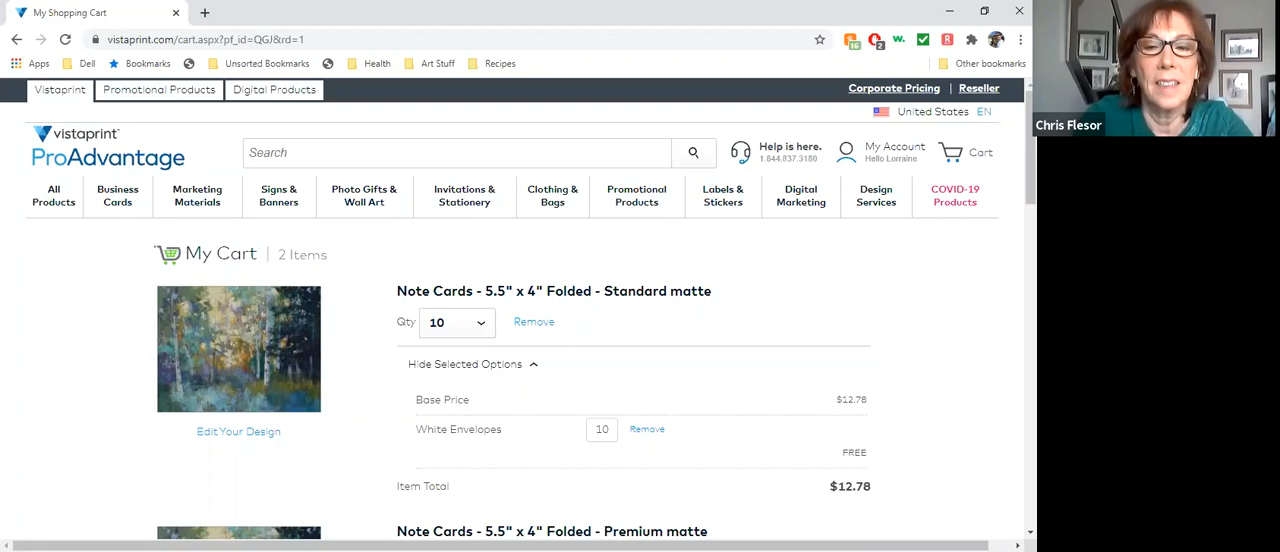 My Shopping Cart
vistaprint.com/cart.aspx?pf_id=QGJ&rd=1
16
2
w.
R
Apps
Dell
Bookmarks
Unsorted Bookmarks
Health
Art Stuff
Recipes
Other bookmarks
Vistaprint
Promotional Products
Digital Products
Corporate Pricing | Reseller
United States EN
vistaprint
ProAdvantage
Search
Help is here.
1.844.837.3180
My Account
Hello Lorraine
Cart
All Products
Business Cards
Marketing Materials
Signs & Banners
Photo Gifts & Wall Art
Invitations & Stationery
Clothing & Bags
Promotional Products
Labels & Stickers
Digital Marketing
Design Services
COVID-19 Products
My Cart | 2 Items
Note Cards - 5.5" x 4" Folded - Standard matte
Qty 10 Remove
Hide Selected Options
Base Price $12.78
White Envelopes 10 Remove
FREE
Item Total $12.78
Edit Your Design
Note Cards - 5.5" x 4" Folded - Premium matte
Chris Flesor